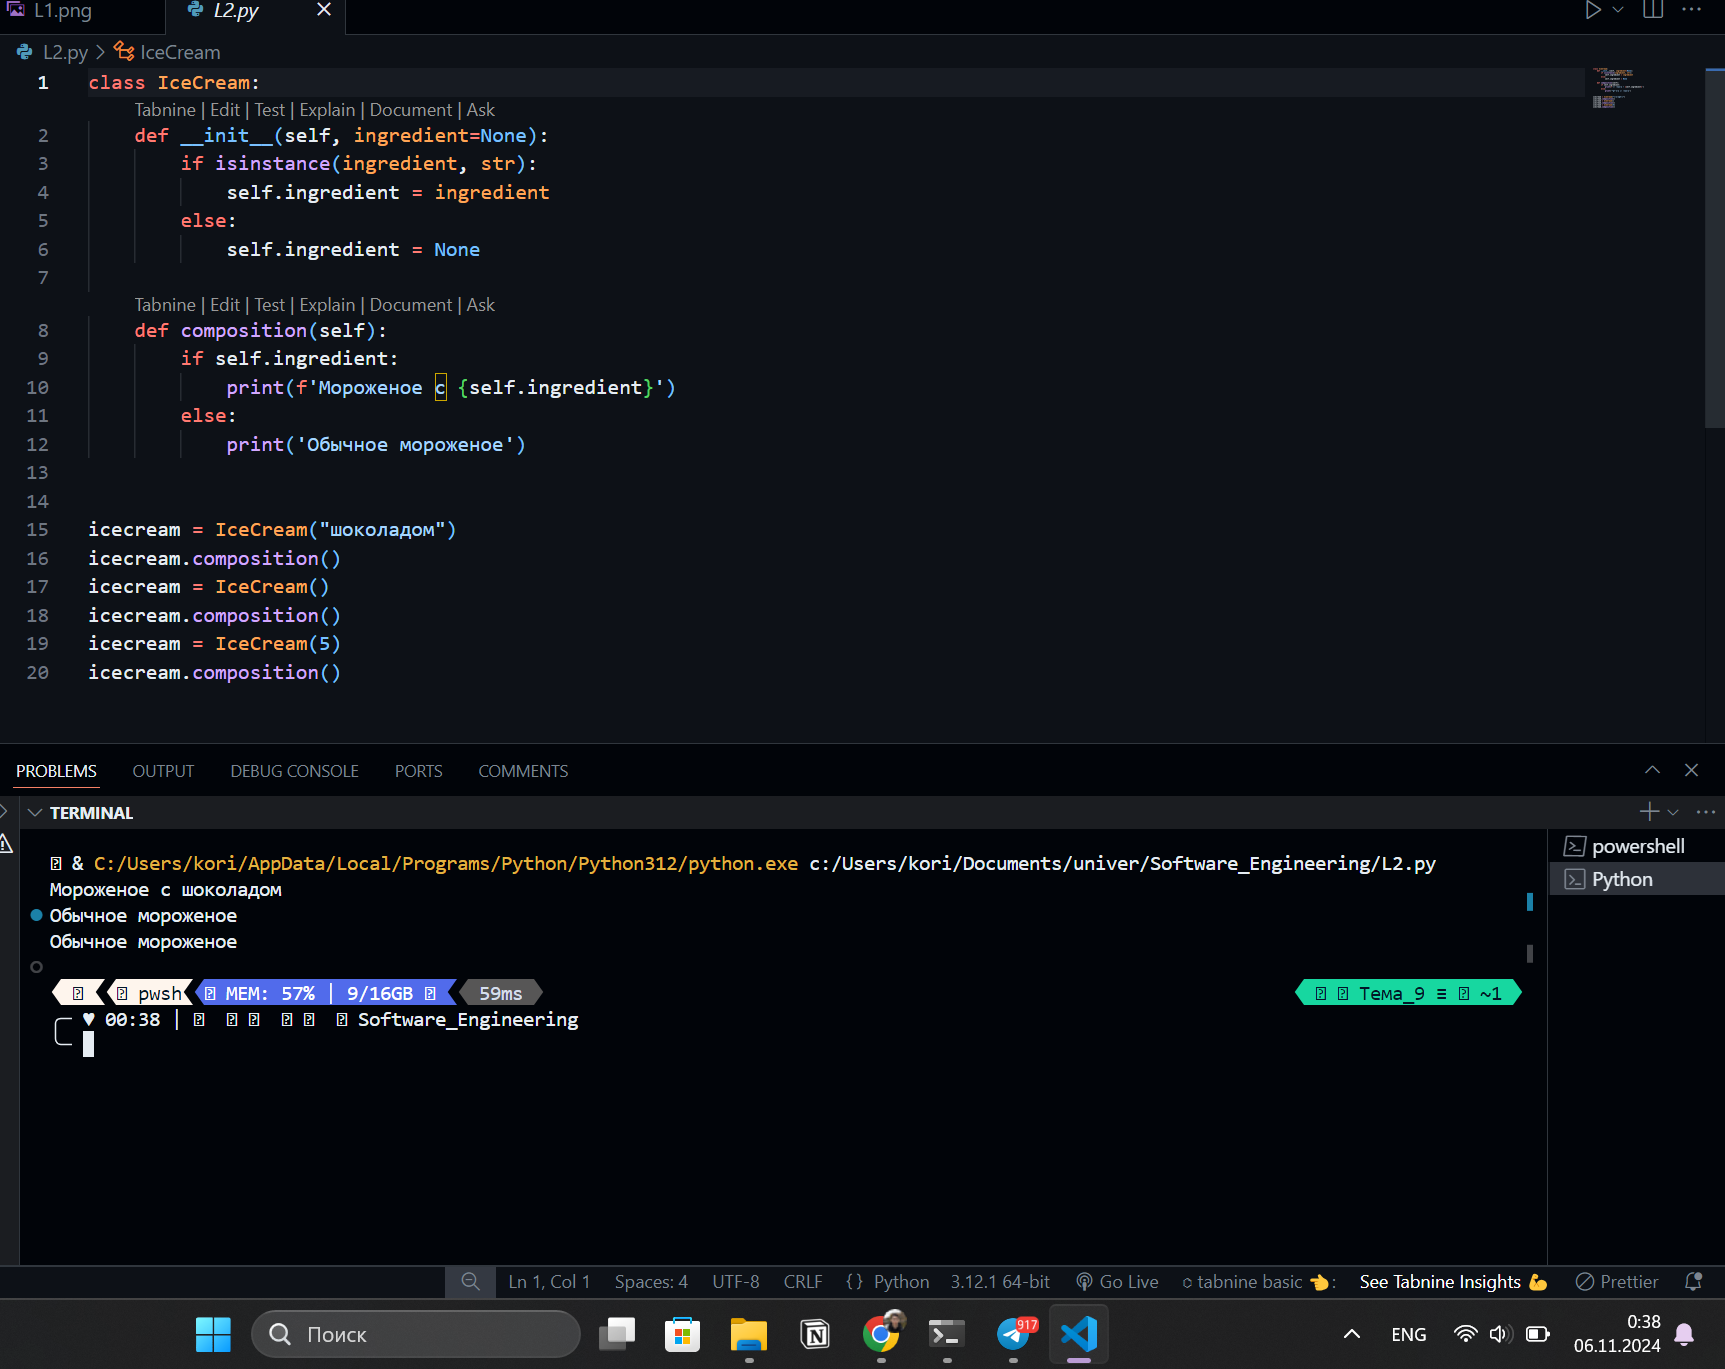 L1.png
L2.py
L2.py > IceCream
1 class IceCream:
Tabnine | Edit | Test | Explain | Document | Ask
2 def __init__(self, ingredient=None):
3 if isinstance(ingredient, str):
4 self.ingredient = ingredient
5 else:
6 self.ingredient = None
7
Tabnine | Edit | Test | Explain | Document | Ask
8 def composition(self):
9 if self.ingredient:
10 print(f'Мороженое с {self.ingredient}')
11 else:
12 print('Обычное мороженое')
13
14
15 icecream = IceCream("шоколадом")
16 icecream.composition()
17 icecream = IceCream()
18 icecream.composition()
19 icecream = IceCream(5)
20 icecream.composition()
PROBLEMS OUTPUT DEBUG CONSOLE PORTS COMMENTS
TERMINAL
powershell
Python
& C:/Users/kori/AppData/Local/Programs/Python/Python312/python.exe c:/Users/kori/Documents/univer/Software_Engineering/L2.py
Мороженое с шоколадом
Обычное мороженое
Обычное мороженое
pwsh MEM: 57% | 9/16GB 59ms Тема_9 ≡ ~1
♥ 00:38 | Software_Engineering
Ln 1, Col 1 Spaces: 4 UTF-8 CRLF {} Python 3.12.1 64-bit Go Live tabnine basic 👈: See Tabnine Insights 💪 Prettier
Поиск
917
ENG
0:38
06.11.2024